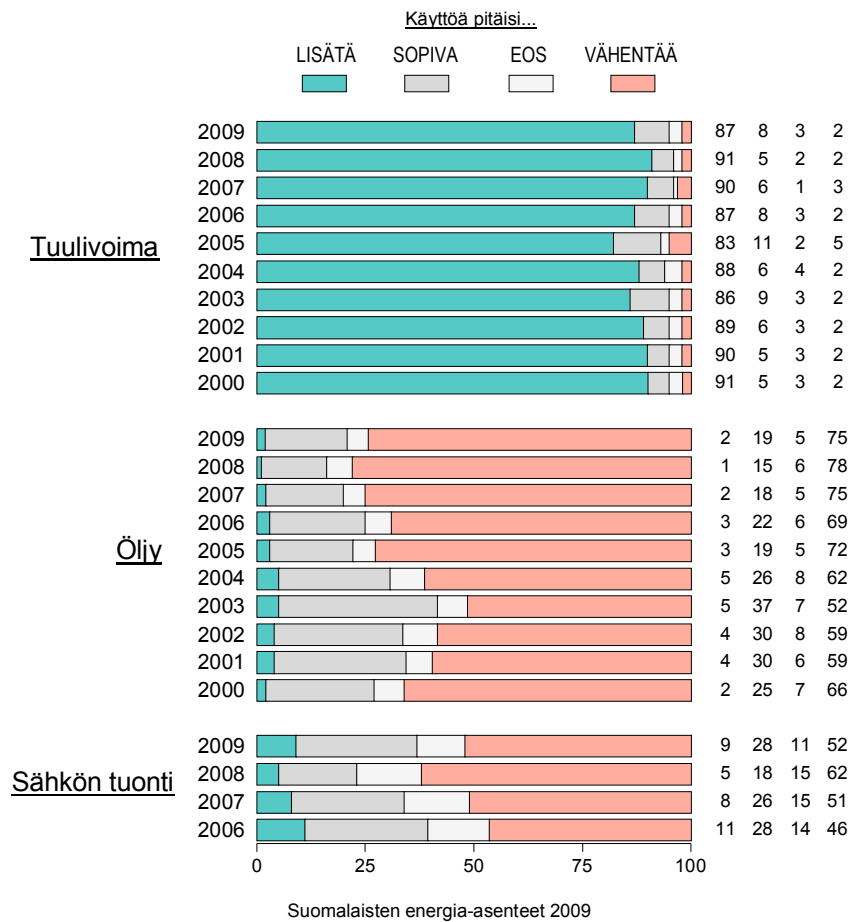 Käyttöä pitäisi...
LISÄTÄ SOPIVA EOS VÄHENTÄÄ
Tuulivoima
2009 87 8 3 2
2008 91 5 2 2
2007 90 6 1 3
2006 87 8 3 2
2005 83 11 2 5
2004 88 6 4 2
2003 86 9 3 2
2002 89 6 3 2
2001 90 5 3 2
2000 91 5 3 2
Öljy
2009 2 19 5 75
2008 1 15 6 78
2007 2 18 5 75
2006 3 22 6 69
2005 3 19 5 72
2004 5 26 8 62
2003 5 37 7 52
2002 4 30 8 59
2001 4 30 6 59
2000 2 25 7 66
Sähkön tuonti
2009 9 28 11 52
2008 5 18 15 62
2007 8 26 15 51
2006 11 28 14 46
0 25 50 75 100
Suomalaisten energia-asenteet 2009